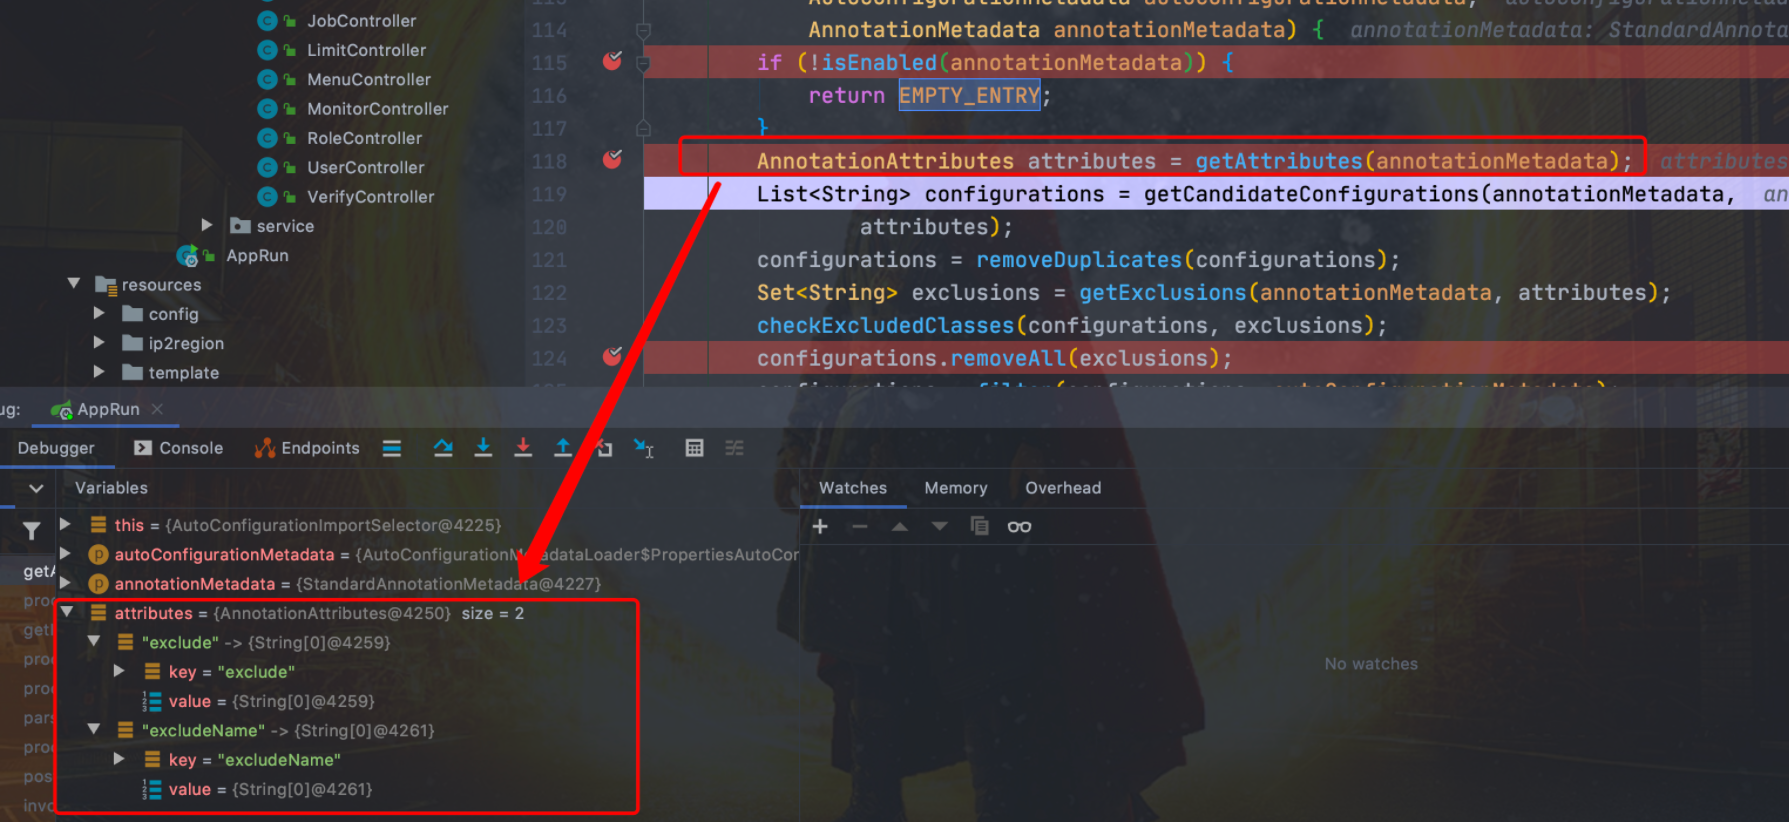 JobController
LimitController
MenuController
MonitorController
RoleController
UserController
VerifyController
service
AppRun
resources
config
ip2region
template
114 AnnotationMetadata annotationMetadata) { annotationMetadata: StandardAnnota
115 if (!isEnabled(annotationMetadata)) {
116 return EMPTY_ENTRY;
117 }
118 AnnotationAttributes attributes = getAttributes(annotationMetadata); attributes
119 List<String> configurations = getCandidateConfigurations(annotationMetadata, an
120 attributes);
121 configurations = removeDuplicates(configurations);
122 Set<String> exclusions = getExclusions(annotationMetadata, attributes);
123 checkExcludedClasses(configurations, exclusions);
124 configurations.removeAll(exclusions);
ug: AppRun
Debugger Console Endpoints
Variables
this = {AutoConfigurationImportSelector@4225}
autoConfigurationMetadata = {AutoConfigurationMetadataLoader$PropertiesAutoCor
annotationMetadata = {StandardAnnotationMetadata@4227}
attributes = {AnnotationAttributes@4250} size = 2
"exclude" -> {String[0]@4259}
key = "exclude"
value = {String[0]@4259}
"excludeName" -> {String[0]@4261}
key = "excludeName"
value = {String[0]@4261}
getA
proc
getI
proc
proc
pars
proc
pos
invo
Watches Memory Overhead
No watches